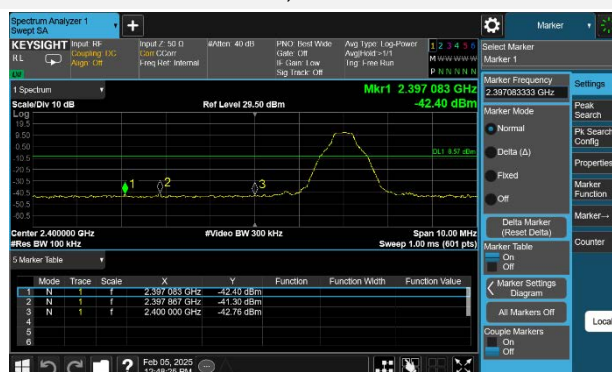 Spectrum Analyzer 1
Swept SA
Marker
KEYSIGHT Input: RF Input Z: 50 Ω #Atten: 40 dB PNO: Best Wide Avg Type: Log-Power 1 2 3 4 5 6
RL Coupling: DC Corr CCorr Gate: Off Avg|Hold:>1/1 M W W W W W
Align: Off Freq Ref: Internal IF Gain: Low Trig: Free Run
Sig Track: Off P N N N N N
Select Marker
Marker 1
1 Spectrum
Mkr1 2.397 083 GHz
Scale/Div 10 dB Ref Level 29.50 dBm -42.40 dBm
Log
19.5
9.50
-0.50
-10.5
-20.5
-30.5
-40.5
-50.5
-60.5
1
2
3
Center 2.400000 GHz #Video BW 300 kHz Span 10.00 MHz
#Res BW 100 kHz Sweep 1.00 ms (601 pts)
5 Marker Table
Mode Trace Scale X Y Function Function Width Function Value
1 N 1 f 2.397 083 GHz -42.40 dBm
2 N 1 f 2.397 867 GHz -41.30 dBm
3 N 1 f 2.400 000 GHz -42.76 dBm
4
5
6
Marker Frequency
2.397083333 GHz
Marker Mode
Normal
Delta (Δ)
Fixed
Off
Delta Marker
(Reset Delta)
Marker Table
On
Off
Marker Settings
Diagram
All Markers Off
Couple Markers
On
Off
Settings
Peak
Search
Pk Search
Config
Properties
Marker
Function
Marker→
Counter
Local
?
Feb 05, 2025